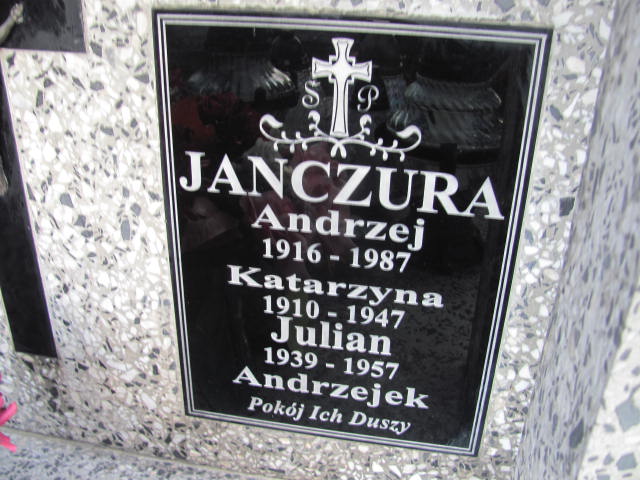 Ś P
JANCZURA
Andrzej
1916 - 1987
Katarzyna
1910 - 1947
Julian
1939 - 1957
Andrzejek
Pokój Ich Duszy